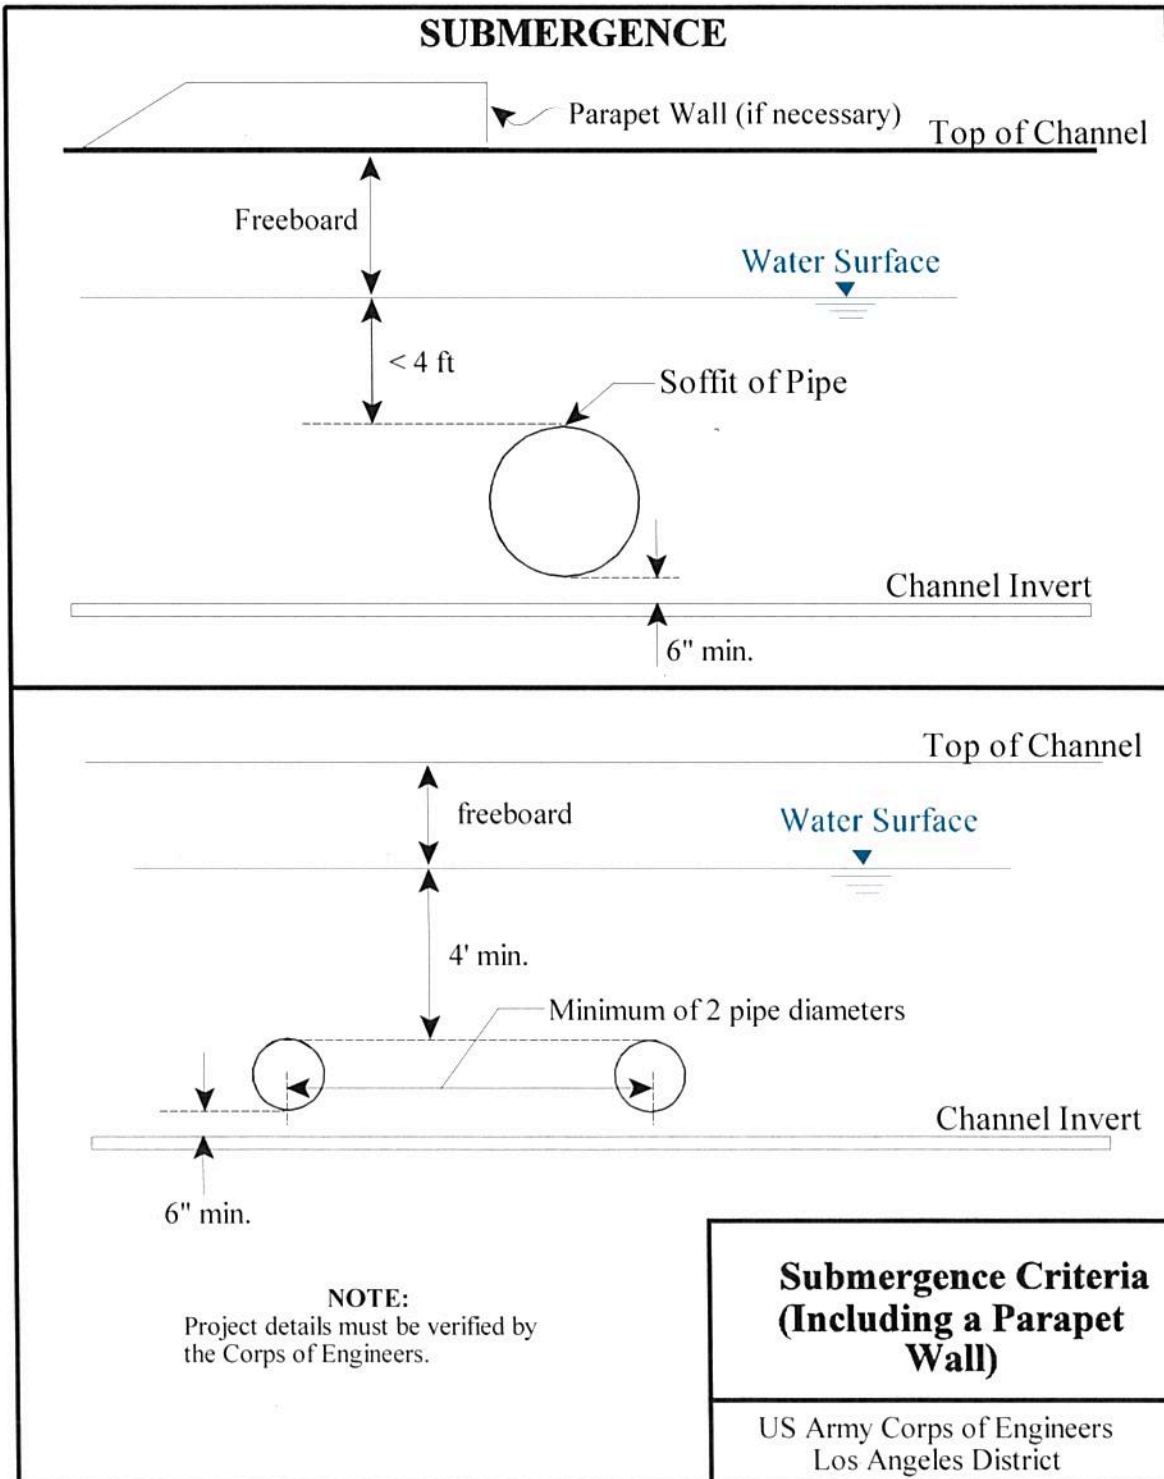 SUBMERGENCE
Parapet Wall (if necessary)
Top of Channel
Freeboard
Water Surface
< 4 ft
Soffit of Pipe
Channel Invert
6" min.
Top of Channel
freeboard
Water Surface
4' min.
Minimum of 2 pipe diameters
Channel Invert
6" min.
NOTE:
Project details must be verified by
the Corps of Engineers.
Submergence Criteria
(Including a Parapet
Wall)
US Army Corps of Engineers
Los Angeles District